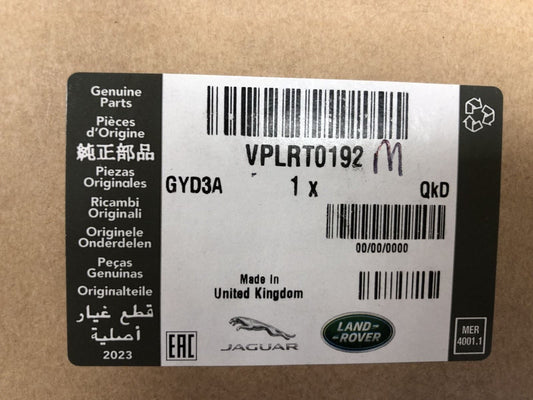 Genuine
Parts
Pièces
d'Origine
純正部品
Piezas
Originales
Ricambi
Originali
Originele
Onderdelen
Peças
Genuinas
Originalteile
قطع غيار
أصلية
2023
VPLRT0192 M
GYD3A 1 x QkD
00/00/0000
Made In
United Kingdom
EAC
JAGUAR
LAND-
-ROVER
MER
4001.1